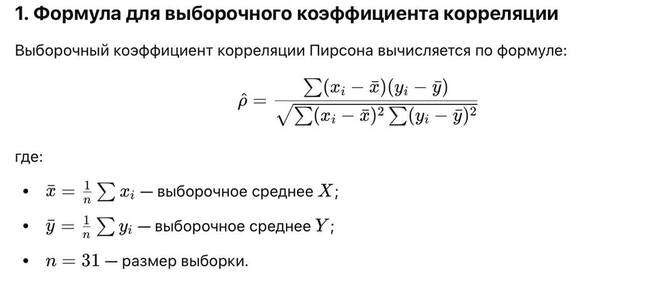 1. Формула для выборочного коэффициента корреляции
Выборочный коэффициент корреляции Пирсона вычисляется по формуле:
ρ̂ = ∑(xᵢ − x̄)(yᵢ − ȳ) / √∑(xᵢ − x̄)² ∑(yᵢ − ȳ)²
где:
• x̄ = 1/n ∑ xᵢ — выборочное среднее X;
• ȳ = 1/n ∑ yᵢ — выборочное среднее Y;
• n = 31 — размер выборки.